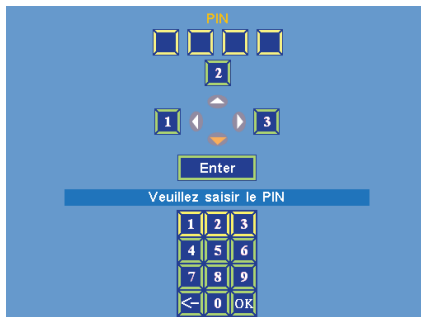 PIN
2
1 3
Enter
Veuillez saisir le PIN
1 2 3
4 5 6
7 8 9
<- 0 OK